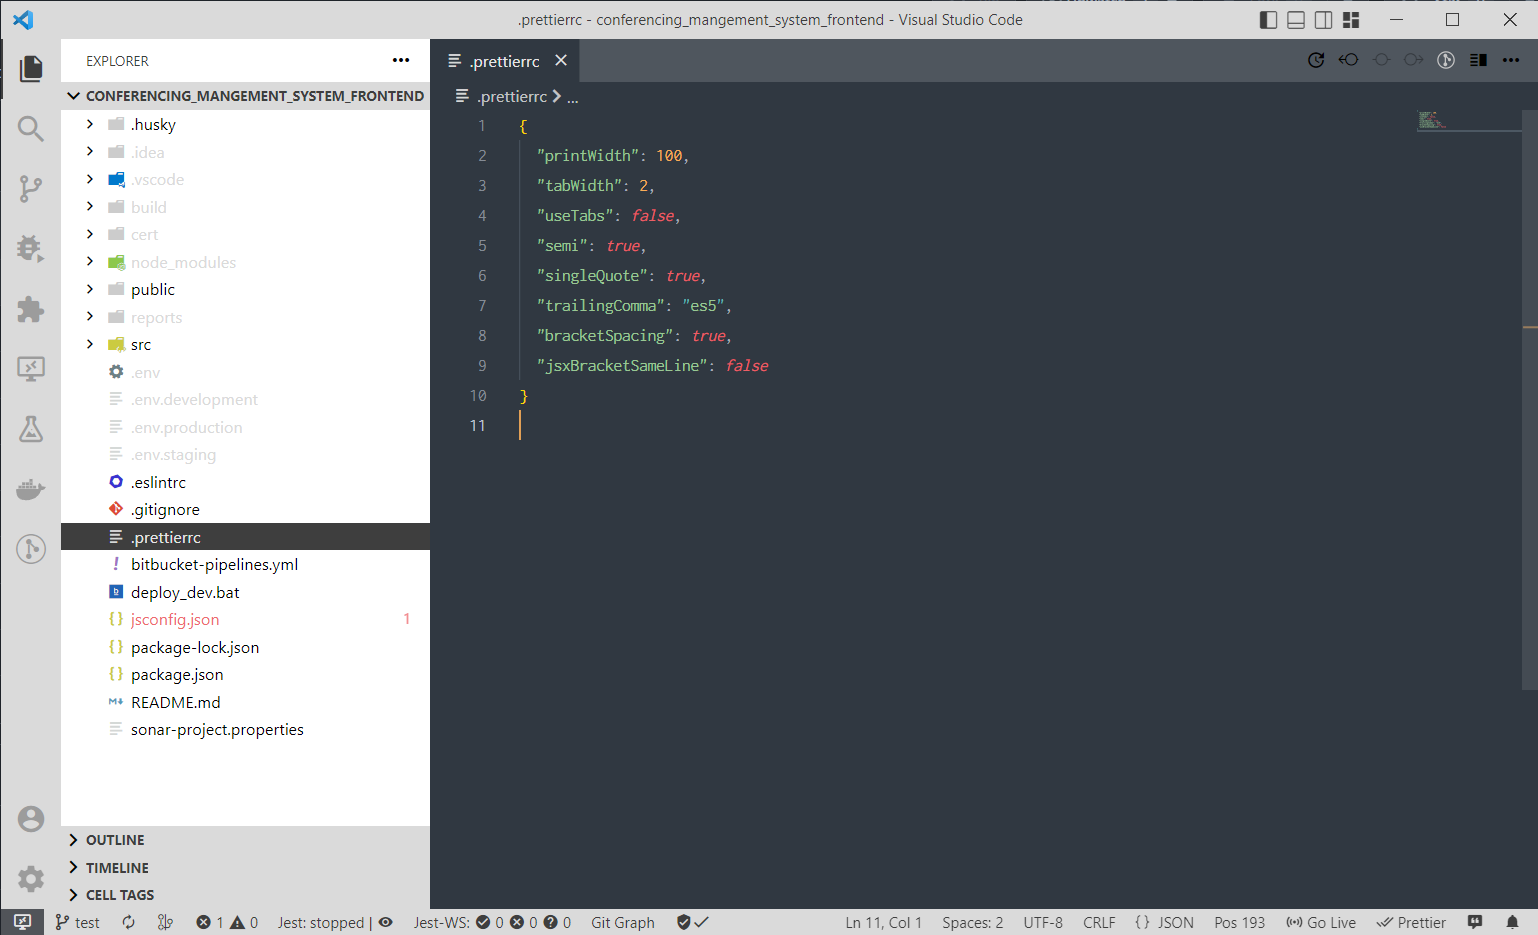 .prettierrc - conferencing_mangement_system_frontend - Visual Studio Code
EXPLORER
.prettierrc
CONFERENCING_MANGEMENT_SYSTEM_FRONTEND
.prettierrc > ...
.husky
.idea
.vscode
build
cert
node_modules
public
reports
src
.env
.env.development
.env.production
.env.staging
.eslintrc
.gitignore
.prettierrc
bitbucket-pipelines.yml
deploy_dev.bat
jsconfig.json 1
package-lock.json
package.json
README.md
sonar-project.properties
OUTLINE
TIMELINE
CELL TAGS
1 {
2 "printWidth": 100,
3 "tabWidth": 2,
4 "useTabs": false,
5 "semi": true,
6 "singleQuote": true,
7 "trailingComma": "es5",
8 "bracketSpacing": true,
9 "jsxBracketSameLine": false
10 }
11
test 1 0 Jest: stopped | Jest-WS: 0 0 0 Git Graph Ln 11, Col 1 Spaces: 2 UTF-8 CRLF {} JSON Pos 193 Go Live Prettier